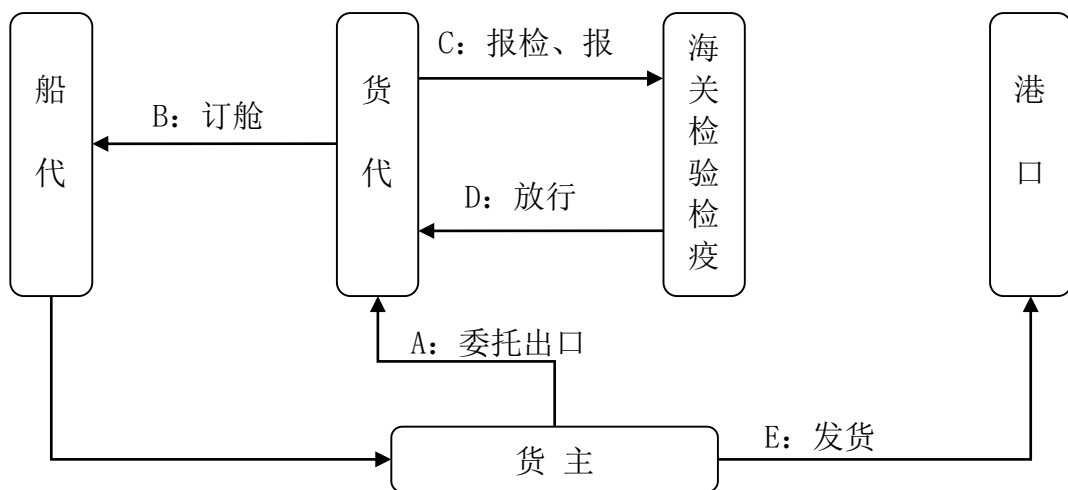 船代
货代
C: 报检、报
海关检验检疫
港口
B: 订舱
D: 放行
A: 委托出口
货 主
E: 发货